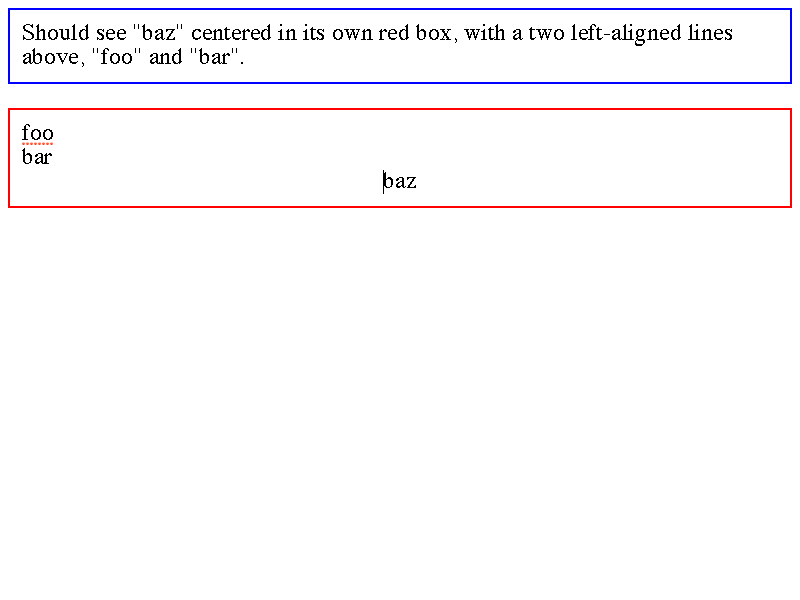 Should see "baz" centered in its own red box, with a two left-aligned lines
above, "foo" and "bar".
foo
bar
baz